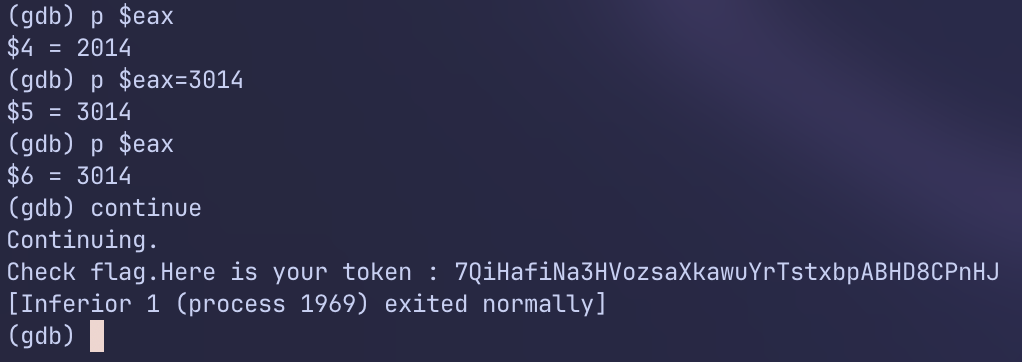 (gdb) p $eax
$4 = 2014
(gdb) p $eax=3014
$5 = 3014
(gdb) p $eax
$6 = 3014
(gdb) continue
Continuing.
Check flag.Here is your token : 7QiHafiNa3HVozsaXkawuYrTstxbpABHD8CPnHJ
[Inferior 1 (process 1969) exited normally]
(gdb)